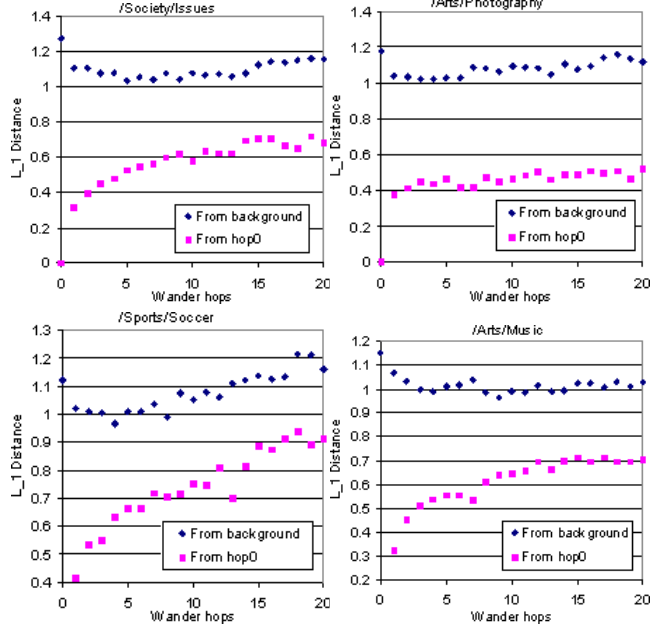 /Society/Issues
1.4
1.2
1
0.8
0.6
0.4
0.2
0
L_1 Distance
From background
From hop0
0 5 10 15 20
Wander hops
/Arts/Photography
1.2
1
0.8
0.6
0.4
0.2
0
L_1 Distance
From background
From hop0
0 5 10 15 20
Wander hops
/Sports/Soccer
1.3
1.2
1.1
1
0.9
0.8
0.7
0.6
0.5
0.4
L_1 Distance
From background
From hop0
0 5 10 15 20
Wander hops
/Arts/Music
1.2
1.1
1
0.9
0.8
0.7
0.6
0.5
0.4
0.3
0.2
L_1 Distance
From background
From hop0
0 5 10 15 20
Wander hops